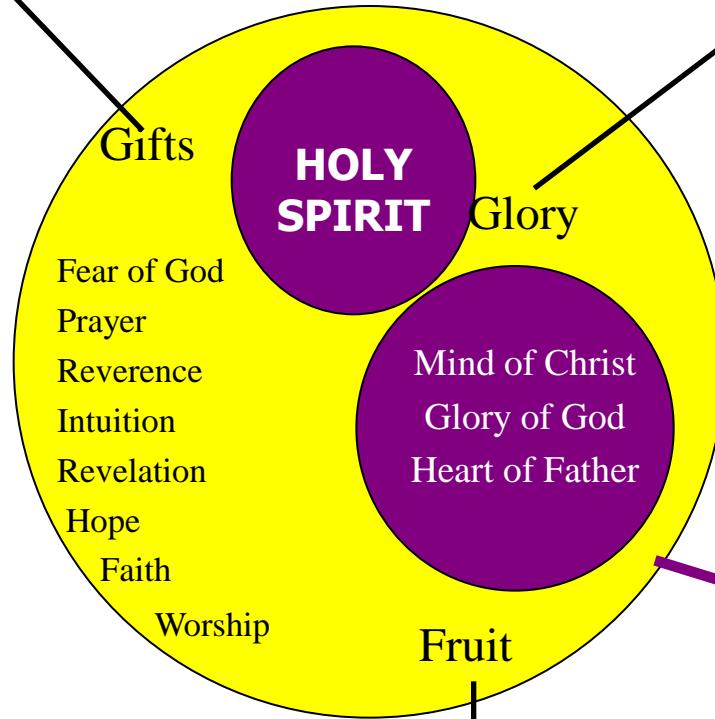 Gifts
HOLY
SPIRIT
Glory
Fear of God
Prayer
Reverence
Intuition
Revelation
Hope
Faith
Worship
Mind of Christ
Glory of God
Heart of Father
Fruit